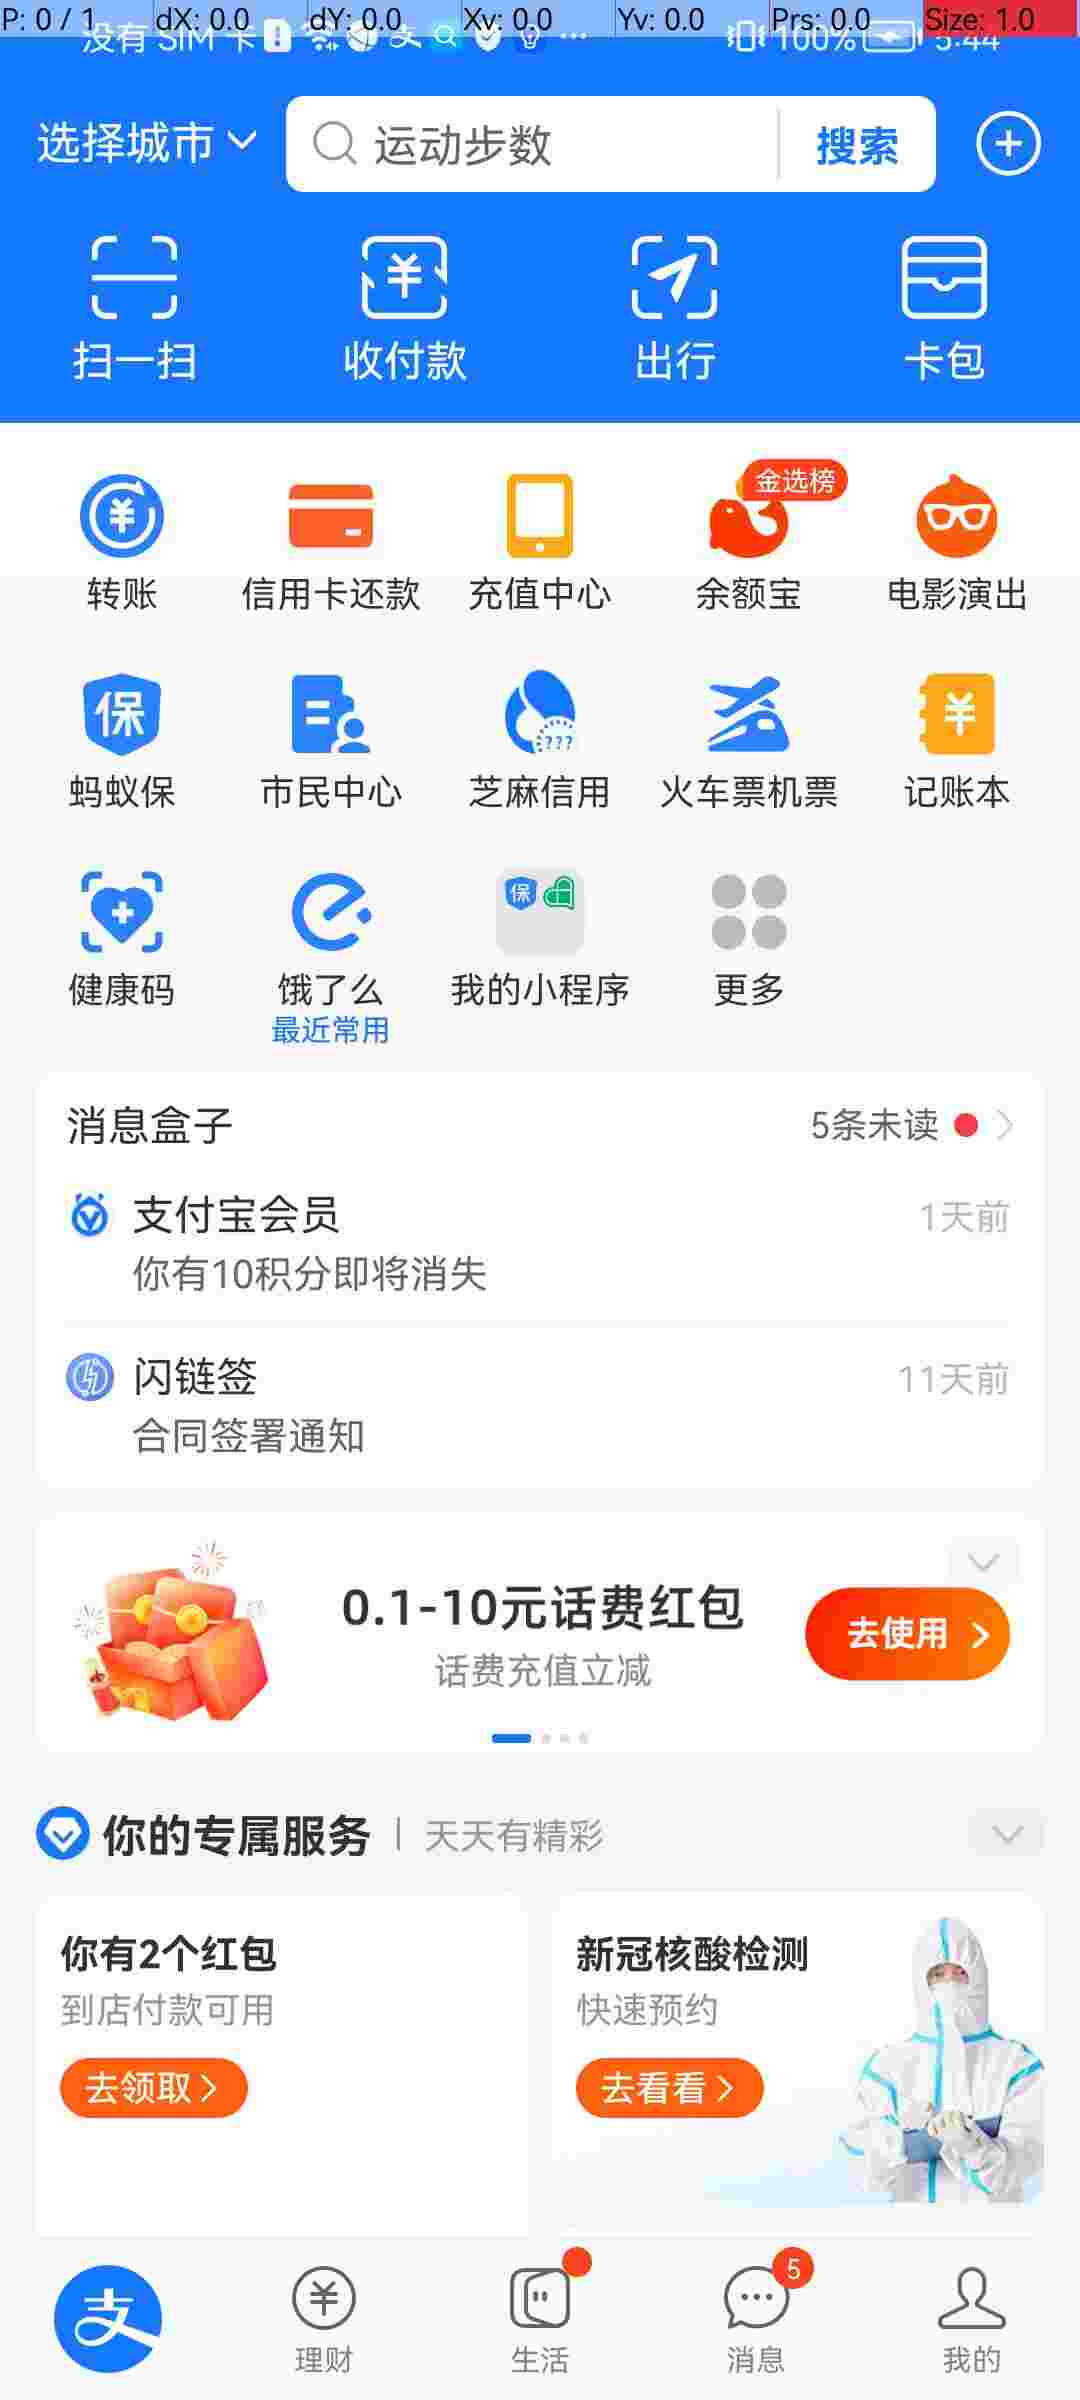 P: 0 / 1 dX: 0.0 dY: 0.0 Xv: 0.0 Yv: 0.0 Prs: 0.0 Size: 1.0
没有 SIM 卡 100% 5:44
选择城市 运动步数 搜索
扫一扫 收付款 出行 卡包
金选榜
转账 信用卡还款 充值中心 余额宝 电影演出
保 ???
蚂蚁保 市民中心 芝麻信用 火车票机票 记账本
保
健康码 饿了么 我的小程序 更多
最近常用
消息盒子 5条未读
支付宝会员 1天前
你有10积分即将消失
闪链签 11天前
合同签署通知
0.1-10元话费红包
去使用
话费充值立减
你的专属服务 天天有精彩
你有2个红包 新冠核酸检测
到店付款可用 快速预约
去领取 去看看
5
支 理财 生活 消息 我的